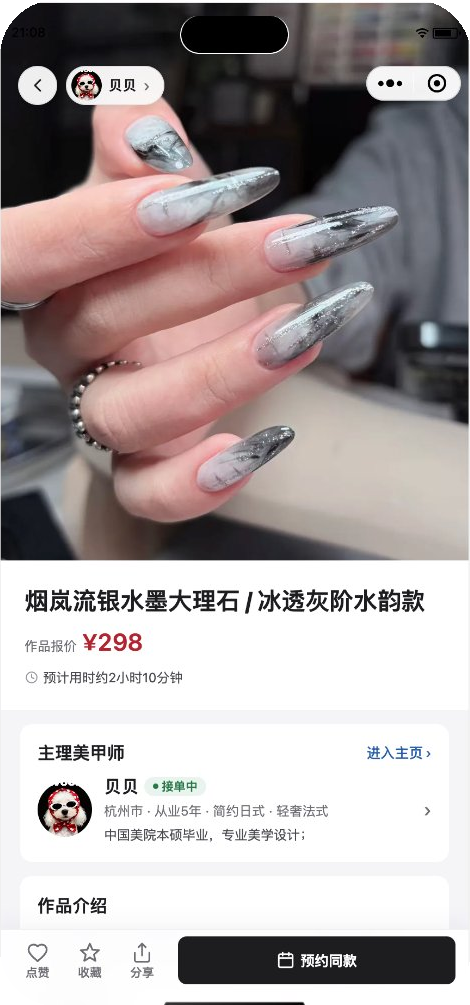 21:08
贝贝 ›
烟岚流银水墨大理石 / 冰透灰阶水韵款
作品报价 ¥298
预计用时约2小时10分钟
主理美甲师
进入主页 ›
贝贝 • 接单中
杭州市 · 从业5年 · 简约日式 · 轻奢法式
中国美院本硕毕业，专业美学设计；
作品介绍
点赞
收藏
分享
预约同款